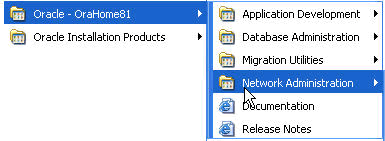 Oracle - OraHome81
Oracle Installation Products
Application Development
Database Administration
Migration Utilities
Network Administration
Documentation
Release Notes